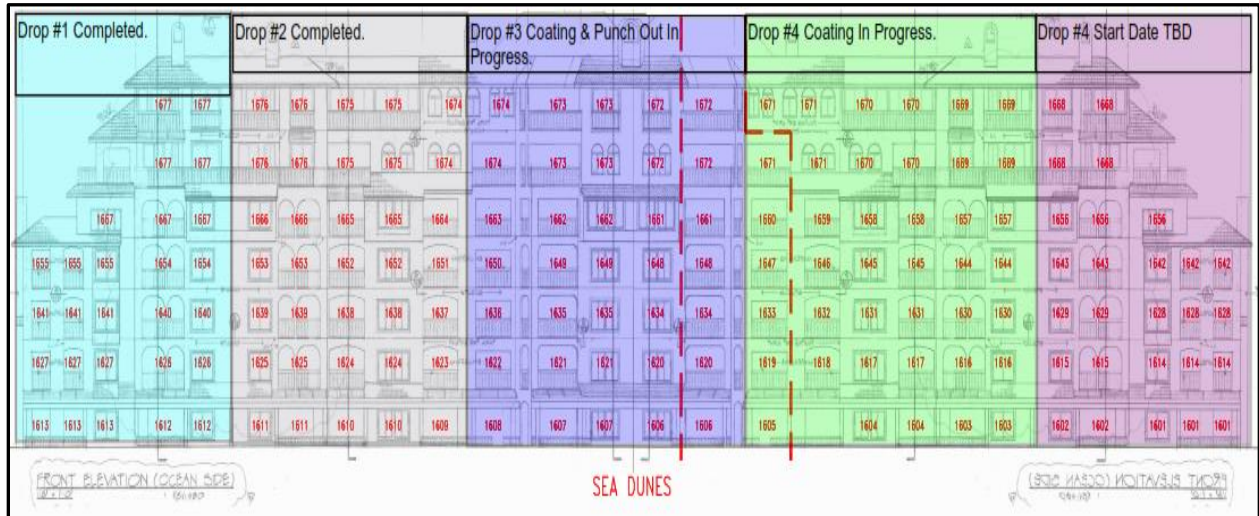 Drop #1 Completed.
Drop #2 Completed.
Drop #3 Coating & Punch Out In
Progress.
Drop #4 Coating In Progress.
Drop #4 Start Date TBD
1677 1677 1676 1676 1675 1675 1674 1674 1673 1673 1672 1672 1671 1671 1670 1670 1669 1669 1668 1668
1677 1677 1676 1676 1675 1675 1674 1674 1673 1673 1672 1672 1671 1671 1670 1670 1669 1669 1668 1668
1667 1667 1667 1666 1666 1665 1665 1664 1663 1662 1662 1661 1661 1660 1659 1658 1658 1657 1657 1656 1656 1656
1655 1655 1655 1654 1654 1653 1653 1652 1652 1651 1650 1649 1649 1648 1648 1647 1646 1645 1645 1644 1644 1643 1643 1642 1642 1642
1641 1641 1641 1640 1640 1639 1639 1638 1638 1637 1636 1635 1635 1634 1634 1633 1632 1631 1631 1630 1630 1629 1629 1628 1628 1628
1627 1627 1627 1626 1626 1625 1625 1624 1624 1623 1622 1621 1621 1620 1620 1619 1618 1617 1617 1616 1616 1615 1615 1614 1614 1614
1613 1613 1613 1612 1612 1611 1611 1610 1610 1609 1608 1607 1607 1606 1606 1605 1604 1604 1603 1603 1602 1602 1601 1601 1601
FRONT ELEVATION (OCEAN SIDE)
SEA DUNES
FRONT ELEVATION (OCEAN SIDE)